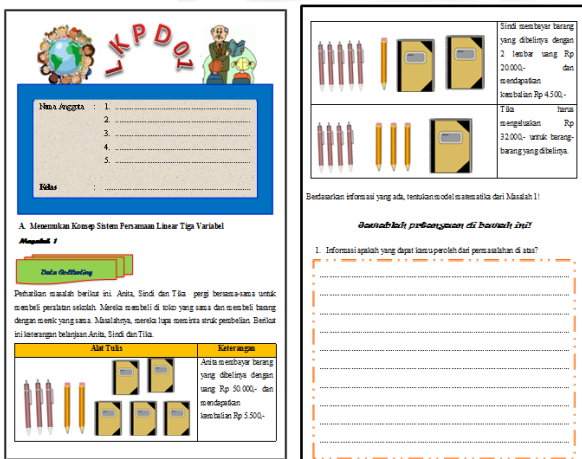 LKPD01
Nama Anggota : 1. ........................................
2. ........................................
3. ........................................
4. ........................................
5. ........................................
Kelas : ........................................
A. Menemukan Konsep Sistem Persamaan Linear Tiga Variabel
Masalah 1
Data Collecting
Perhatikan masalah berikut ini. Anita, Sindi dan Tika pergi bersama-sama untuk
membeli peralatan sekolah. Mereka membeli di toko yang sama dan membeli barang
dengan merek yang sama. Masalahnya, mereka lupa meminta struk pembelian. Berikut
ini keterangan belanjaan Anita, Sindi dan Tika.
Alat Tulis Keterangan
Anita membayar barang
yang dibelinya dengan
uang Rp 50.000,- dan
mendapatkan
kembalian Rp 5.500,-
Sindi membayar barang
yang dibelinya dengan
2 lembar uang Rp
20.000,- dan
mendapatkan
kembalian Rp 4.500,-
Tika harus
mengeluakan Rp
32.000,- untuk barang-
barang yang dibelinya.
Berdasarkan informasi yang ada, tentukan model matematika dari Masalah 1!
Jawablah pertanyaan di bawah ini!
1. Informasi apakah yang dapat kamu peroleh dari permasalahan di atas?